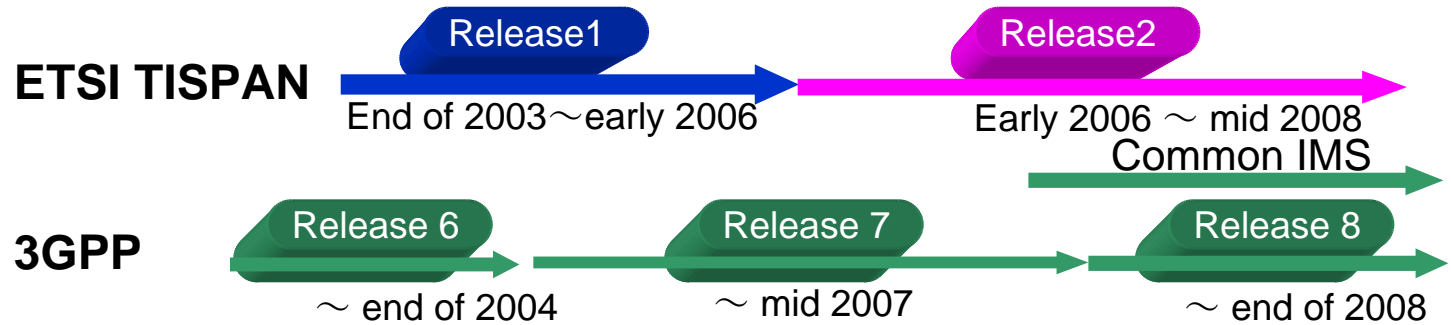 Release1
Release2
ETSI TISPAN
End of 2003～early 2006
Early 2006 ～ mid 2008
Common IMS
Release 6
Release 7
Release 8
3GPP
～ end of 2004
～ mid 2007
～ end of 2008